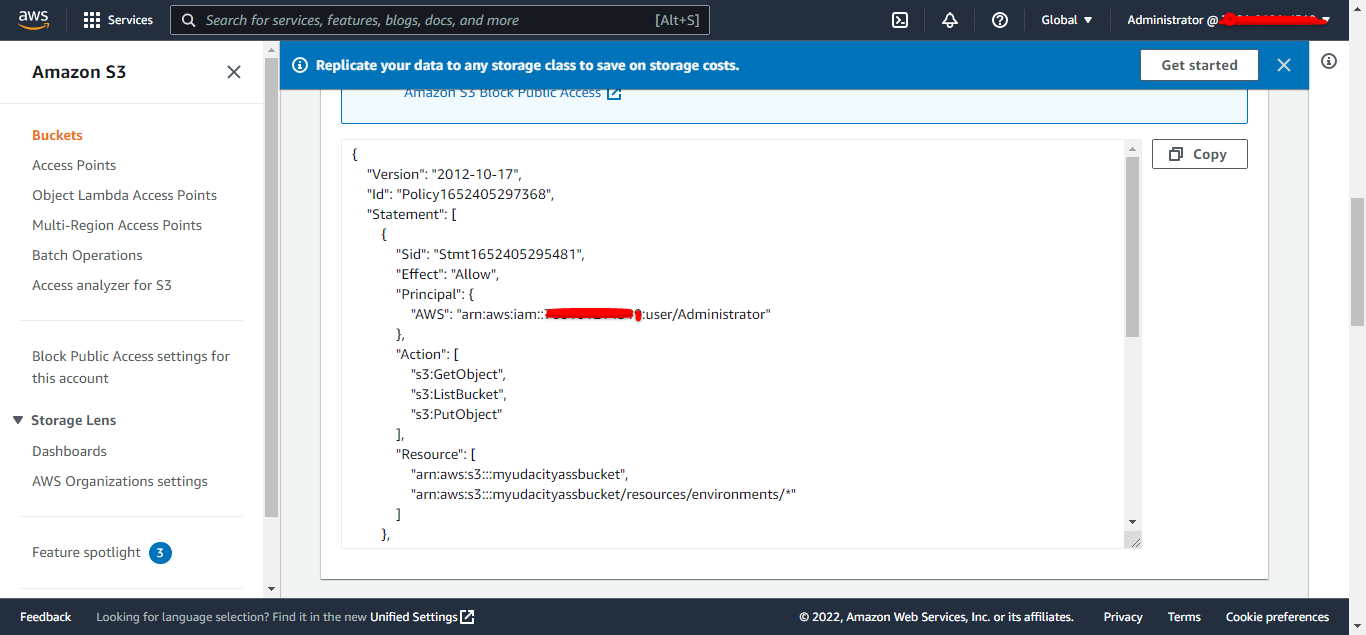 aws
Services
Search for services, features, blogs, docs, and more
[Alt+S]
Global
Administrator @
Amazon S3
Replicate your data to any storage class to save on storage costs.
Get started
Buckets
Access Points
Object Lambda Access Points
Multi-Region Access Points
Batch Operations
Access analyzer for S3
Block Public Access settings for
this account
Storage Lens
Dashboards
AWS Organizations settings
Feature spotlight 3
Amazon S3 Block Public Access
Copy
{
"Version": "2012-10-17",
"Id": "Policy1652405297368",
"Statement": [
{
"Sid": "Stmt1652405295481",
"Effect": "Allow",
"Principal": {
"AWS": "arn:aws:iam:: :user/Administrator"
},
"Action": [
"s3:GetObject",
"s3:ListBucket",
"s3:PutObject"
],
"Resource": [
"arn:aws:s3:::myudacityassbucket",
"arn:aws:s3:::myudacityassbucket/resources/environments/*"
]
},
Feedback
Looking for language selection? Find it in the new Unified Settings
© 2022, Amazon Web Services, Inc. or its affiliates.
Privacy
Terms
Cookie preferences